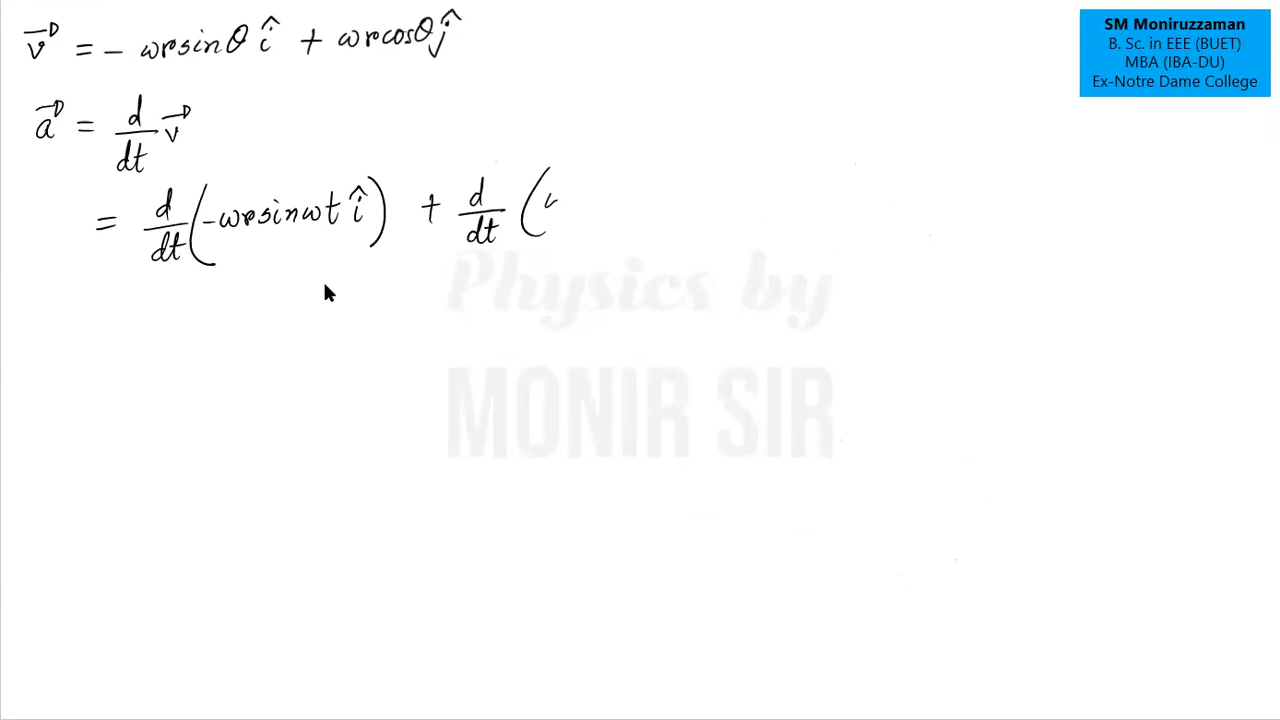 SM Moniruzzaman
B. Sc. in EEE (BUET)
MBA (IBA-DU)
Ex-Notre Dame College
v⃗ = - ωr sinθ î + ωr cosθ ĵ
a⃗ = d/dt v⃗
= d/dt (-ωr sinωt î) + d/dt (
Physics by
MONIR SIR